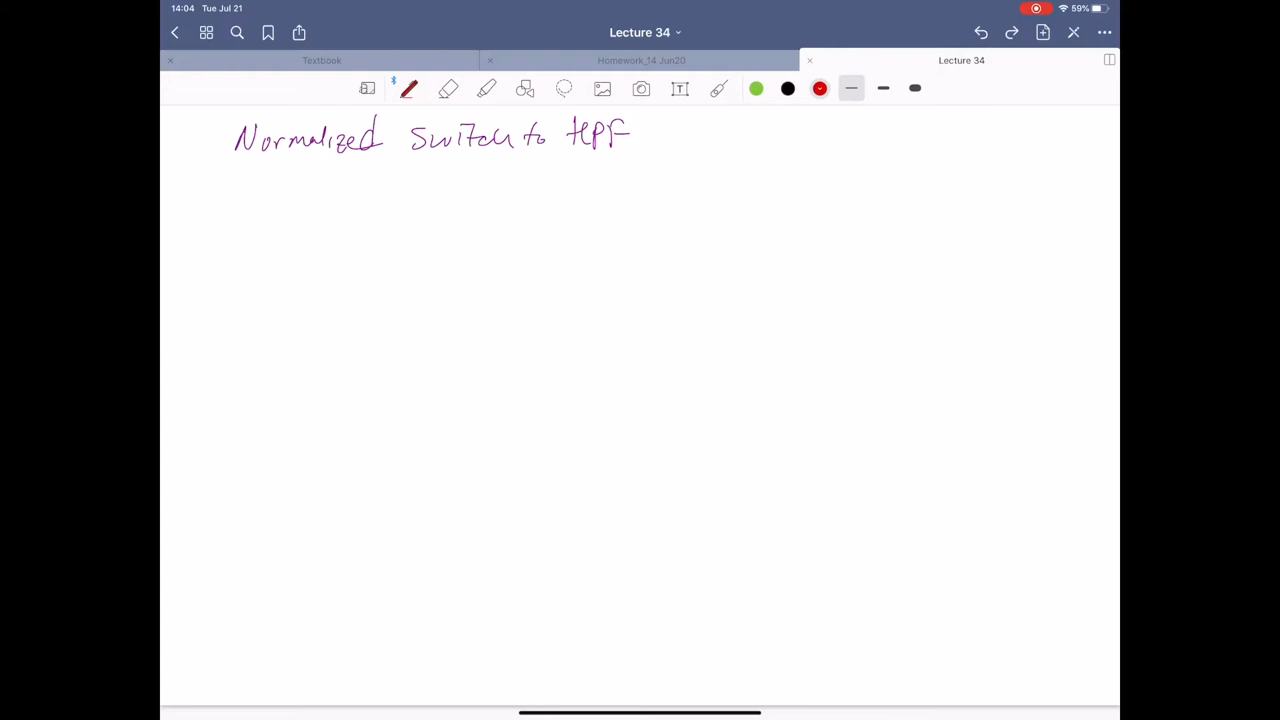 14:04 Tue Jul 21 59%
Lecture 34
Textbook Homework_14 Jun20 Lecture 34
Normalized Switch to HPF